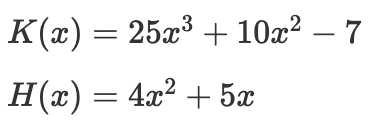 K(x) = 25x³ + 10x² − 7
H(x) = 4x² + 5x